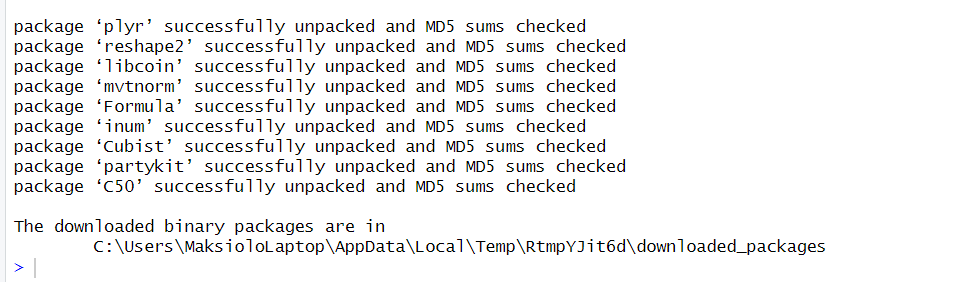 package ‘plyr’ successfully unpacked and MD5 sums checked
package ‘reshape2’ successfully unpacked and MD5 sums checked
package ‘libcoin’ successfully unpacked and MD5 sums checked
package ‘mvtnorm’ successfully unpacked and MD5 sums checked
package ‘Formula’ successfully unpacked and MD5 sums checked
package ‘inum’ successfully unpacked and MD5 sums checked
package ‘Cubist’ successfully unpacked and MD5 sums checked
package ‘partykit’ successfully unpacked and MD5 sums checked
package ‘C50’ successfully unpacked and MD5 sums checked

The downloaded binary packages are in
        C:\Users\MaksioloLaptop\AppData\Local\Temp\RtmpYJit6d\downloaded_packages
>